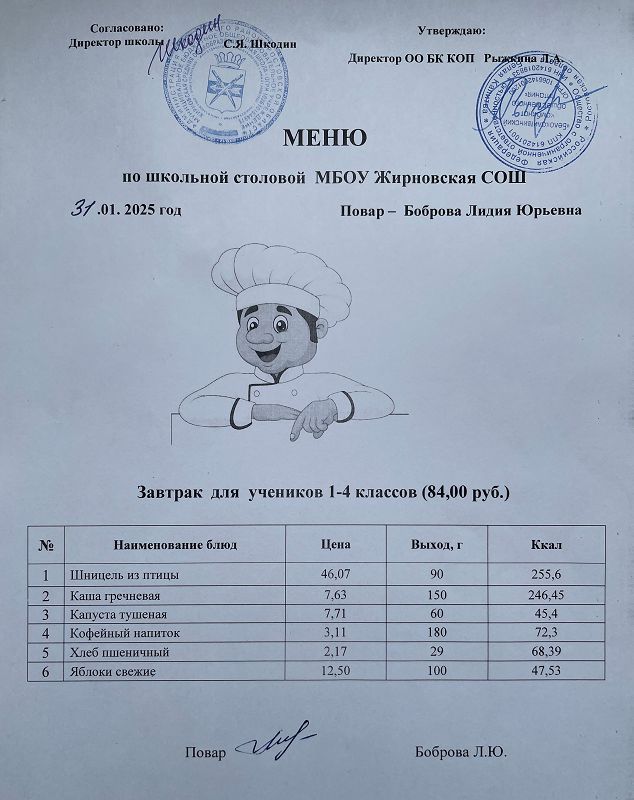 Согласовано:
Утверждаю:
Директор школы Шкодин С.Я. Шкодин
Директор ОО БК КОП Рыжкина Л.А.
МЕНЮ
по школьной столовой МБОУ Жирновская СОШ
31 .01. 2025 год
Повар – Боброва Лидия Юрьевна
Завтрак для учеников 1-4 классов (84,00 руб.)
№ Наименование блюд Цена Выход, г Ккал
1 Шницель из птицы 46,07 90 255,6
2 Каша гречневая 7,63 150 246,45
3 Капуста тушеная 7,71 60 45,4
4 Кофейный напиток 3,11 180 72,3
5 Хлеб пшеничный 2,17 29 68,39
6 Яблоки свежие 12,50 100 47,53
Повар Боброва Л.Ю.